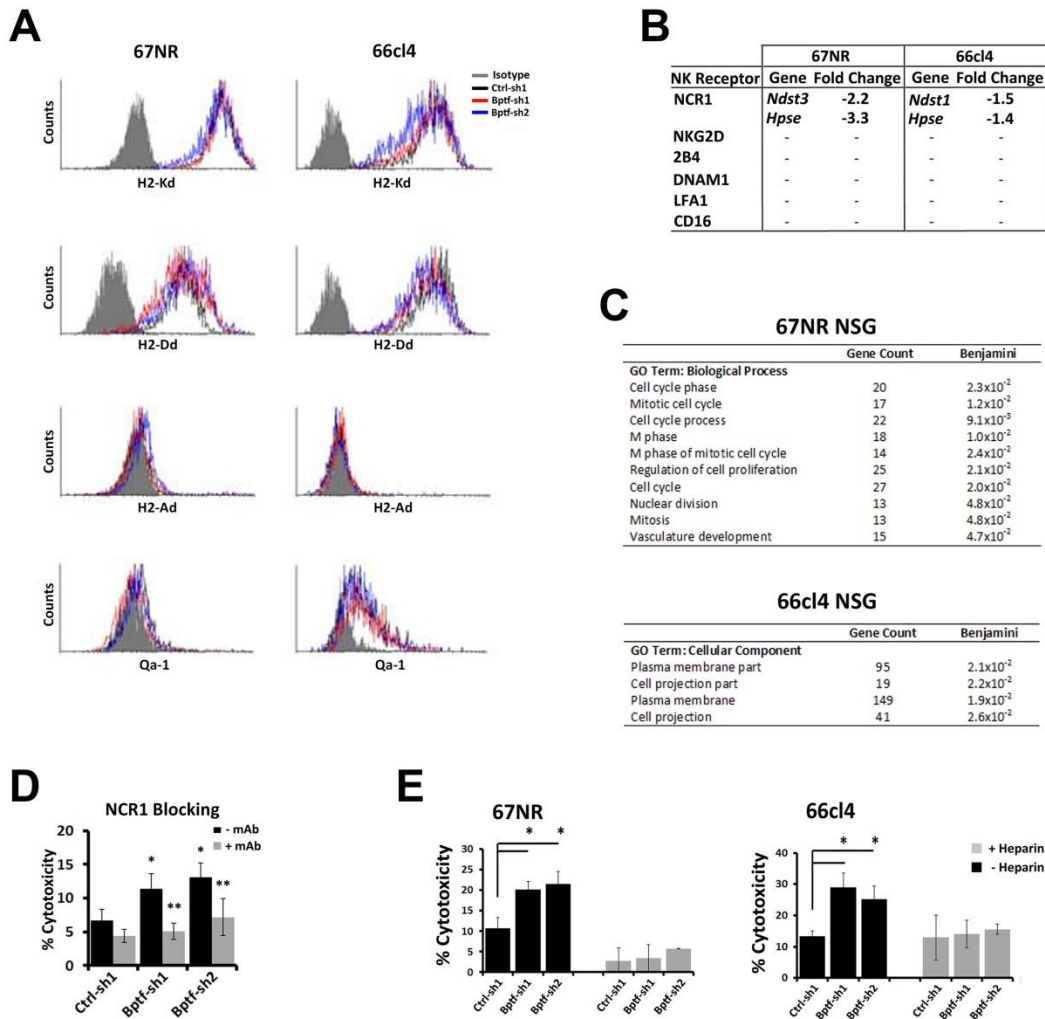 A
67NR
66cl4
Isotype
Ctrl-sh1
Bptf-sh1
Bptf-sh2
Counts
H2-Kd
H2-Kd
Counts
H2-Dd
H2-Dd
Counts
H2-Ad
H2-Ad
Counts
Qa-1
Qa-1
B
67NR 66cl4
NK Receptor Gene Fold Change Gene Fold Change
NCR1 Ndst3 -2.2 Ndst1 -1.5
Hpse -3.3 Hpse -1.4
NKG2D - - - -
2B4 - - - -
DNAM1 - - - -
LFA1 - - - -
CD16 - - - -
C
67NR NSG
Gene Count Benjamini
GO Term: Biological Process
Cell cycle phase 20 2.3x10-2
Mitotic cell cycle 17 1.2x10-2
Cell cycle process 22 9.1x10-3
M phase 18 1.0x10-2
M phase of mitotic cell cycle 14 2.4x10-2
Regulation of cell proliferation 25 2.1x10-2
Cell cycle 27 2.0x10-2
Nuclear division 13 4.8x10-2
Mitosis 13 4.8x10-2
Vasculature development 15 4.7x10-2
66cl4 NSG
Gene Count Benjamini
GO Term: Cellular Component
Plasma membrane part 95 2.1x10-2
Cell projection part 19 2.2x10-2
Plasma membrane 149 1.9x10-2
Cell projection 41 2.6x10-2
D
NCR1 Blocking
- mAb
+ mAb
% Cytotoxicity
20
15
10
5
0
* *
** **
Ctrl-sh1 Bptf-sh1 Bptf-sh2
E
67NR
% Cytotoxicity
30
25
20
15
10
5
0
* *
Ctrl-sh1 Bptf-sh1 Bptf-sh2 Ctrl-sh1 Bptf-sh1 Bptf-sh2
66cl4
+ Heparin
- Heparin
% Cytotoxicity
40
30
20
10
0
* *
Ctrl-sh1 Bptf-sh1 Bptf-sh2 Ctrl-sh1 Bptf-sh1 Bptf-sh2